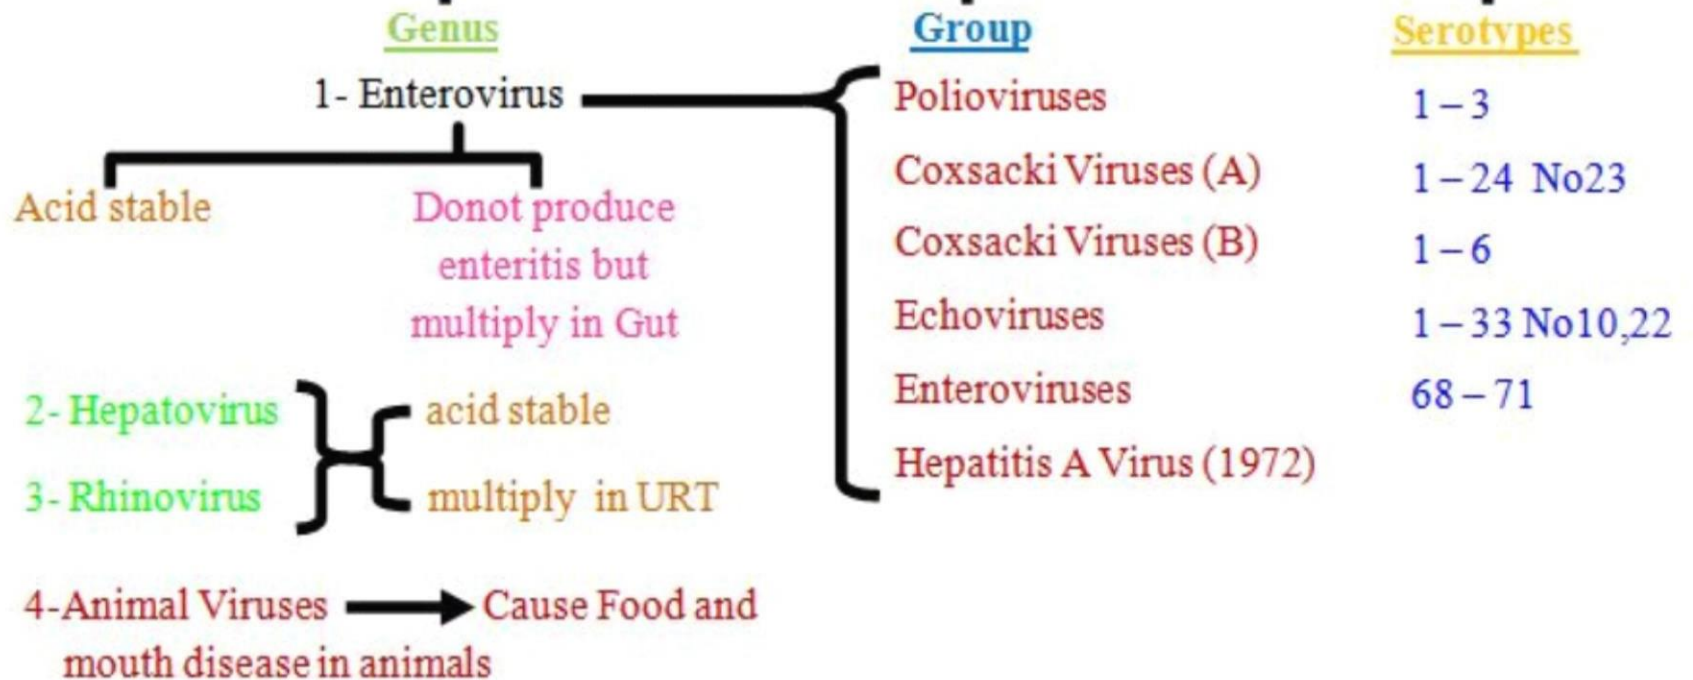 Genus
Group
Serotypes
1- Enterovirus
Polioviruses
1–3
Coxsacki Viruses (A)
1–24 No23
Acid stable
Donot produce
enteritis but
multiply in Gut
Coxsacki Viruses (B)
1–6
Echoviruses
1–33 No10,22
Enteroviruses
68–71
Hepatitis A Virus (1972)
2- Hepatovirus
acid stable
3- Rhinovirus
multiply in URT
4-Animal Viruses
Cause Food and
mouth disease in animals